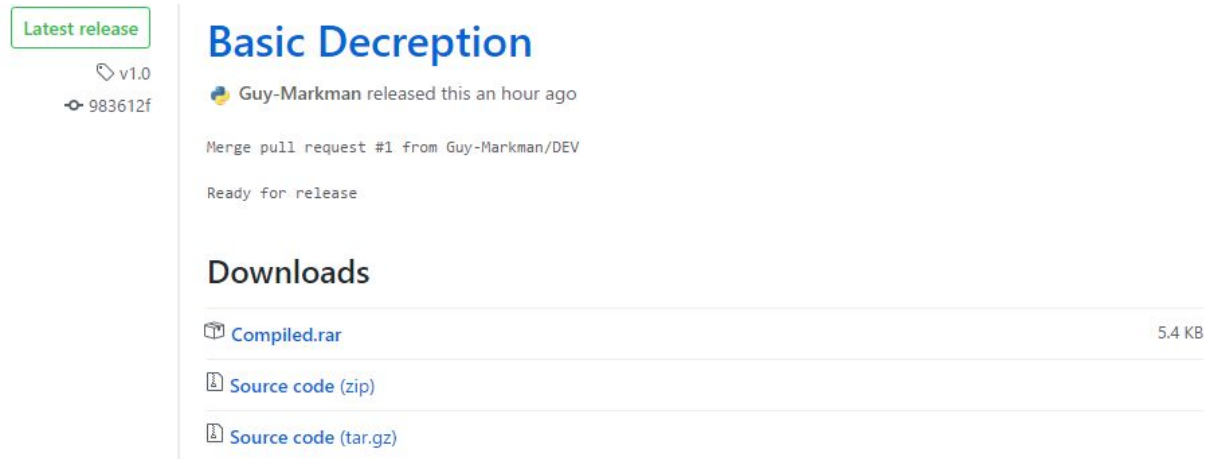 Latest release
v1.0
983612f
Basic Decreption
Guy-Markman released this an hour ago
Merge pull request #1 from Guy-Markman/DEV
Ready for release
Downloads
Compiled.rar 5.4 KB
Source code (zip)
Source code (tar.gz)